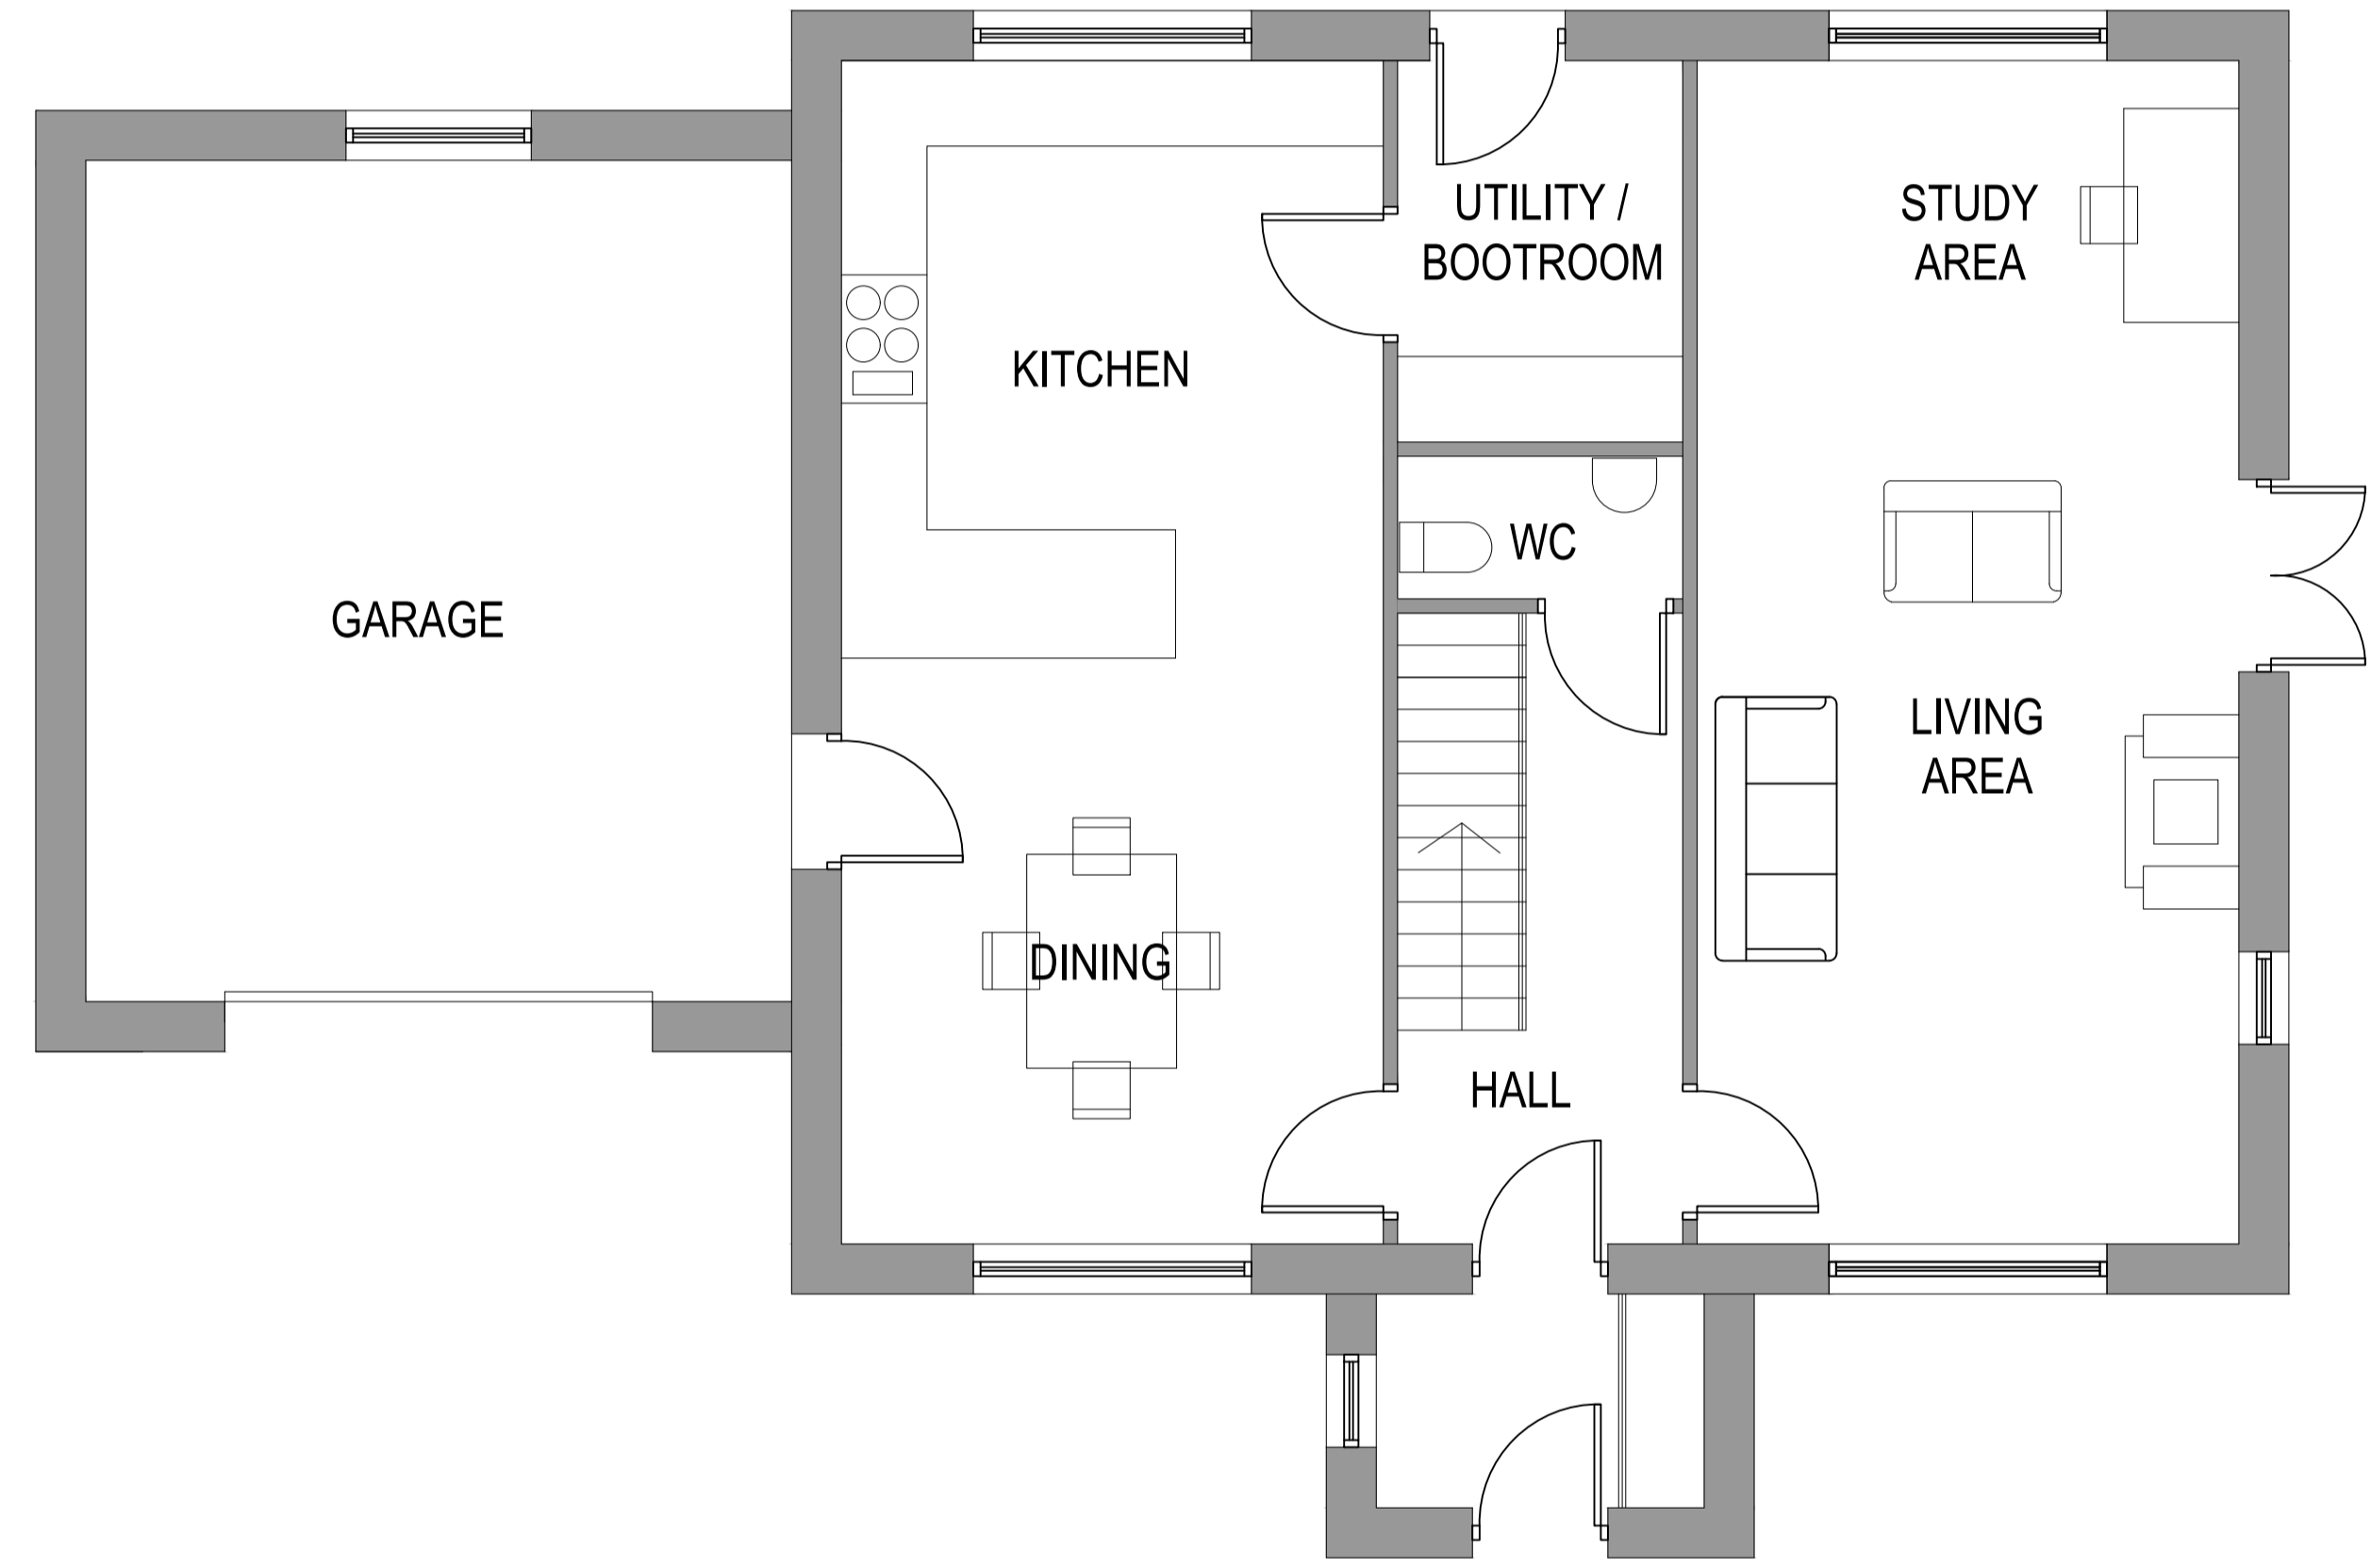 UTILITY /
BOOTROOM
STUDY
AREA
KITCHEN
WC
GARAGE
LIVING
AREA
DINING
HALL